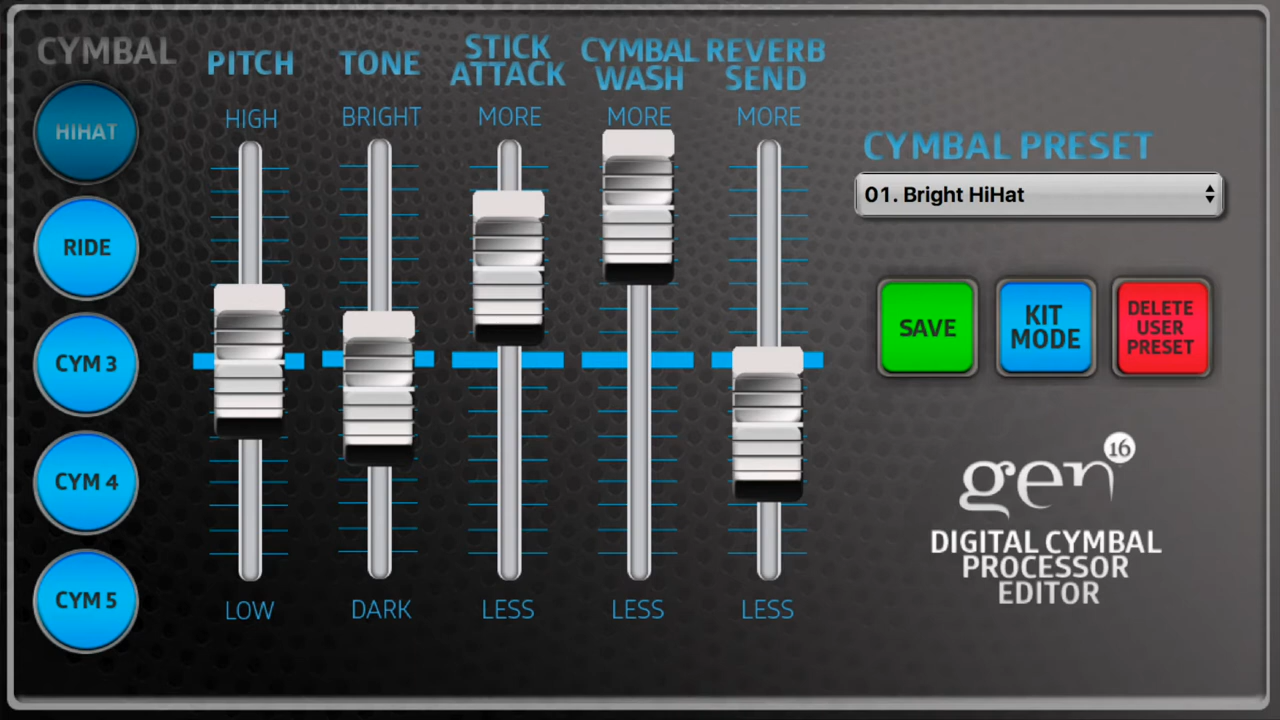 CYMBAL
HIHAT
RIDE
CYM 3
CYM 4
CYM 5
PITCH
HIGH
LOW
TONE
BRIGHT
DARK
STICK
ATTACK
MORE
LESS
CYMBAL
WASH
MORE
LESS
REVERB
SEND
MORE
LESS
CYMBAL PRESET
01. Bright HiHat
SAVE
KIT
MODE
DELETE
USER
PRESET
gen16
DIGITAL CYMBAL
PROCESSOR
EDITOR